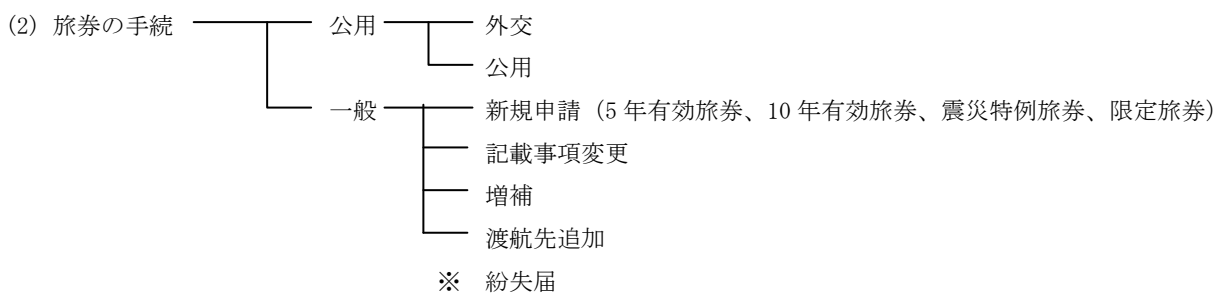 (2) 旅券の手続 公用 外交
公用
一般 新規申請（5 年有効旅券、10 年有効旅券、震災特例旅券、限定旅券）
記載事項変更
増補
渡航先追加
※ 紛失届